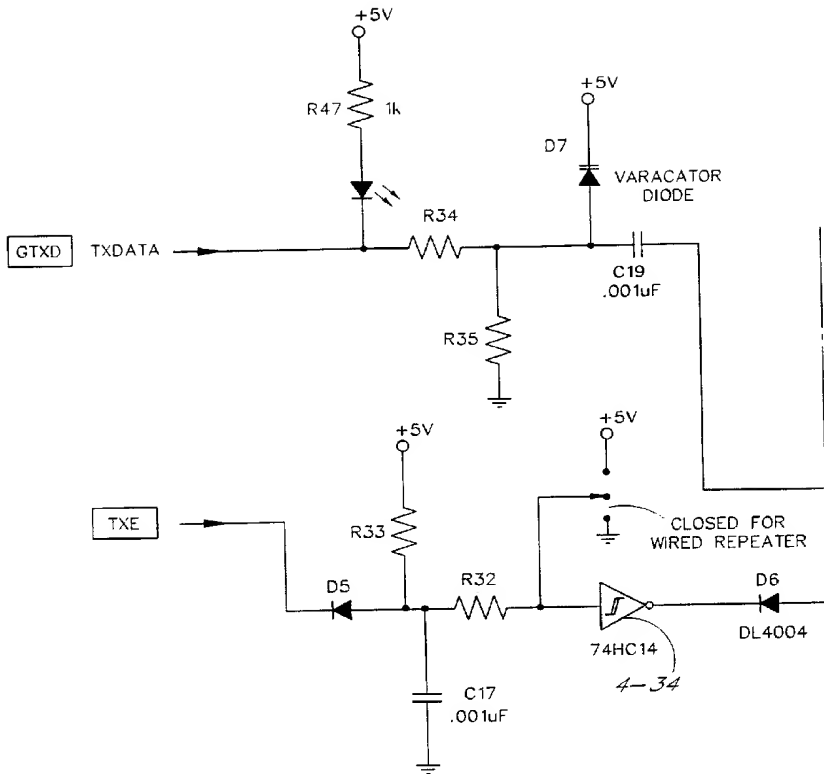 +5V
R47 1k
+5V
D7
VARACATOR
DIODE
R34
GTXD TXDATA
C19
.001uF
R35
+5V
+5V
TXE
R33
CLOSED FOR
WIRED REPEATER
D5
R32
D6
74HC14
DL4004
4-34
C17
.001uF